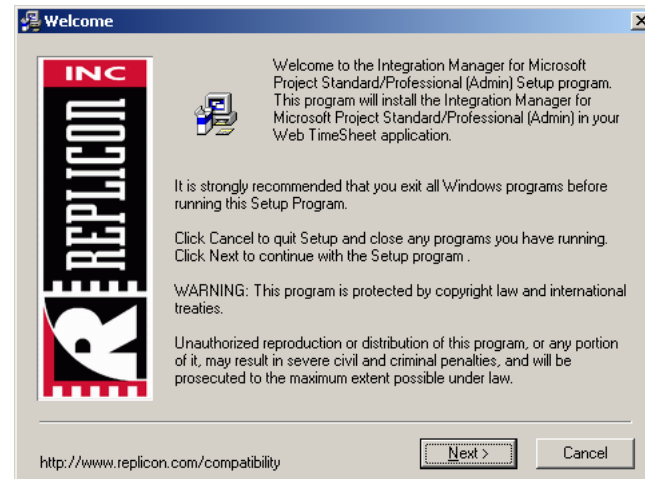 Welcome
INC
REPLICON
R
Welcome to the Integration Manager for Microsoft
Project Standard/Professional (Admin) Setup program.
This program will install the Integration Manager for
Microsoft Project Standard/Professional (Admin) in your
Web TimeSheet application.
It is strongly recommended that you exit all Windows programs before
running this Setup Program.
Click Cancel to quit Setup and close any programs you have running.
Click Next to continue with the Setup program .
WARNING: This program is protected by copyright law and international
treaties.
Unauthorized reproduction or distribution of this program, or any portion
of it, may result in severe civil and criminal penalties, and will be
prosecuted to the maximum extent possible under law.
http://www.replicon.com/compatibility
Next >
Cancel